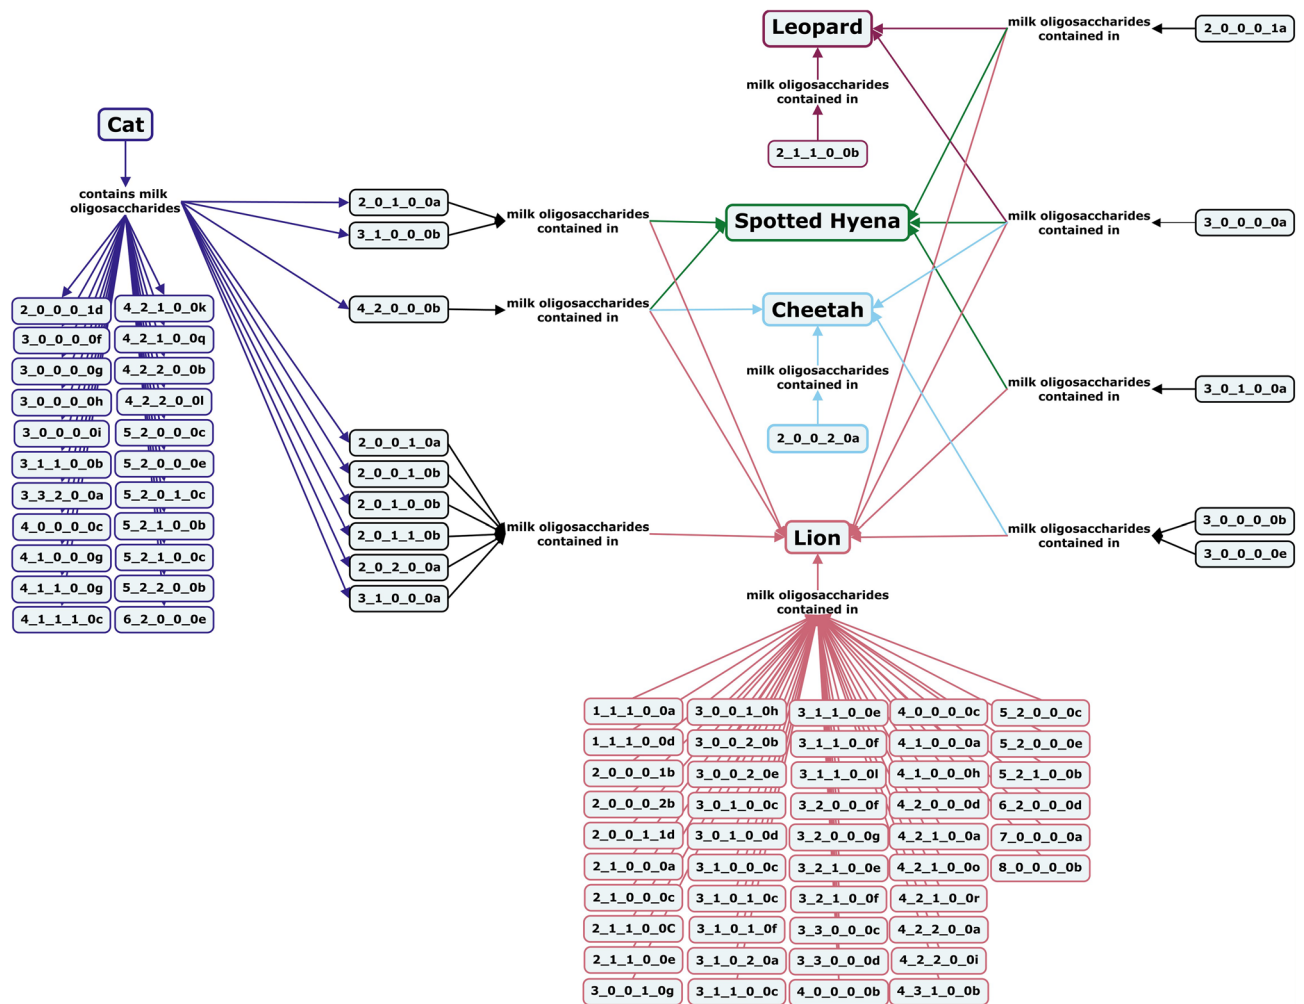 Leopard
milk oligosaccharides
contained in
2_0_0_0_1a
milk oligosaccharides
contained in
2_1_1_0_0b
Cat
contains milk
oligosaccharides
2_0_1_0_0a
3_1_0_0_0b
milk oligosaccharides
contained in
Spotted Hyena
milk oligosaccharides
contained in
3_0_0_0_0a
4_2_0_0_0b
milk oligosaccharides
contained in
Cheetah
milk oligosaccharides
contained in
2_0_0_2_0a
milk oligosaccharides
contained in
3_0_1_0_0a
2_0_0_0_1d
3_0_0_0_0f
3_0_0_0_0g
3_0_0_0_0h
3_0_0_0_0i
3_1_1_0_0b
3_3_2_0_0a
4_0_0_0_0c
4_1_0_0_0g
4_1_1_0_0g
4_1_1_1_0c
4_2_1_0_0k
4_2_1_0_0q
4_2_2_0_0b
4_2_2_0_0l
5_2_0_0_0c
5_2_0_0_0e
5_2_0_1_0c
5_2_1_0_0b
5_2_1_0_0c
5_2_2_0_0b
6_2_0_0_0e
2_0_0_1_0a
2_0_0_1_0b
2_0_1_0_0b
2_0_1_1_0b
2_0_2_0_0a
3_1_0_0_0a
milk oligosaccharides
contained in
Lion
milk oligosaccharides
contained in
3_0_0_0_0b
3_0_0_0_0e
milk oligosaccharides
contained in
1_1_1_0_0a
1_1_1_0_0d
2_0_0_0_1b
2_0_0_0_2b
2_0_0_1_1d
2_1_0_0_0a
2_1_0_0_0c
2_1_1_0_0C
2_1_1_0_0e
3_0_0_1_0g
3_0_0_1_0h
3_0_0_2_0b
3_0_0_2_0e
3_0_1_0_0c
3_0_1_0_0d
3_1_0_0_0c
3_1_0_1_0c
3_1_0_1_0f
3_1_0_2_0a
3_1_1_0_0c
3_1_1_0_0e
3_1_1_0_0f
3_1_1_0_0l
3_2_0_0_0f
3_2_0_0_0g
3_2_1_0_0e
3_2_1_0_0f
3_3_0_0_0c
3_3_0_0_0d
4_0_0_0_0b
4_0_0_0_0c
4_1_0_0_0a
4_1_0_0_0h
4_2_0_0_0d
4_2_1_0_0a
4_2_1_0_0o
4_2_1_0_0r
4_2_2_0_0a
4_2_2_0_0i
4_3_1_0_0b
5_2_0_0_0c
5_2_0_0_0e
5_2_1_0_0b
6_2_0_0_0d
7_0_0_0_0a
8_0_0_0_0b